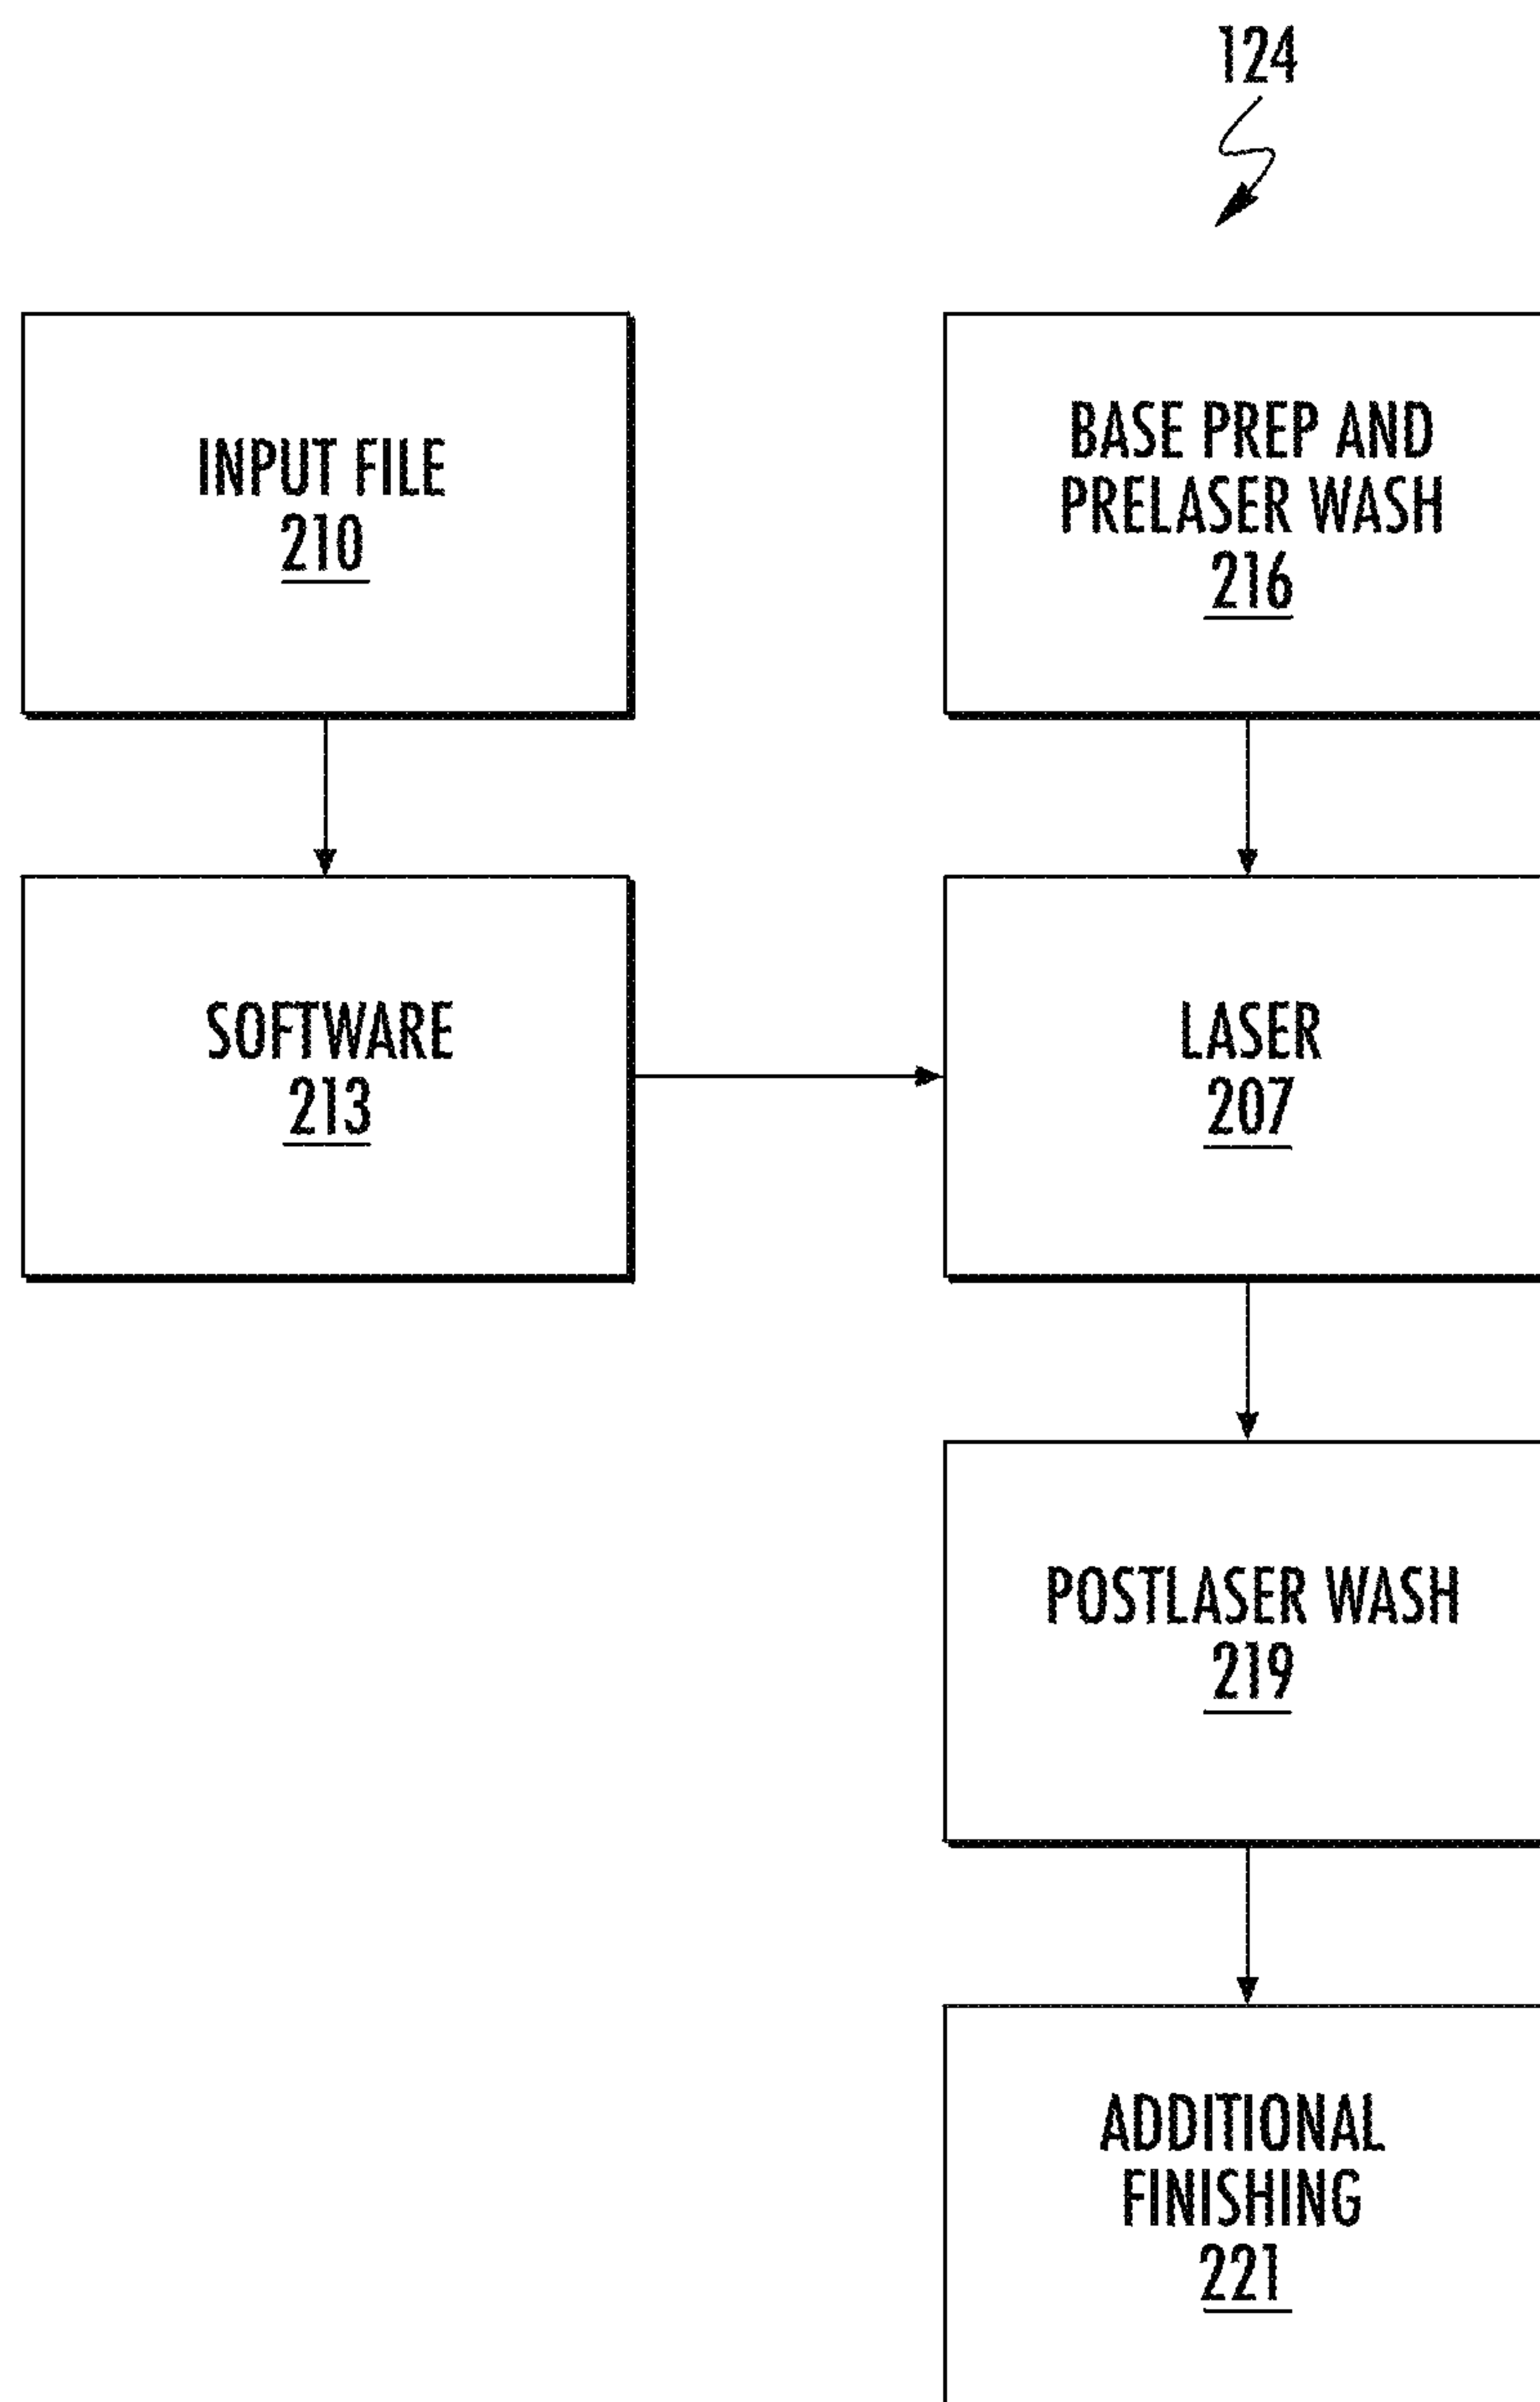 124
INPUT FILE
210
BASE PREP AND
PRELASER WASH
216
SOFTWARE
213
LASER
207
POSTLASER WASH
219
ADDITIONAL
FINISHING
221